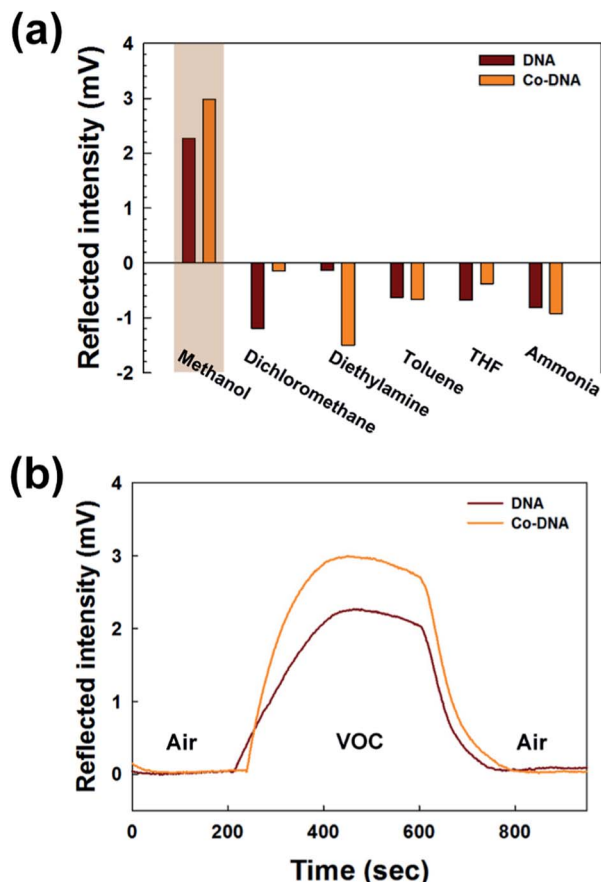 (a)
Reflected intensity (mV)
4
3
2
1
0
-1
-2
DNA
Co-DNA
Methanol
Dichloromethane
Diethylamine
Toluene
THF
Ammonia
(b)
Reflected intensity (mV)
4
3
2
1
0
DNA
Co-DNA
Air
VOC
Air
0 200 400 600 800
Time (sec)